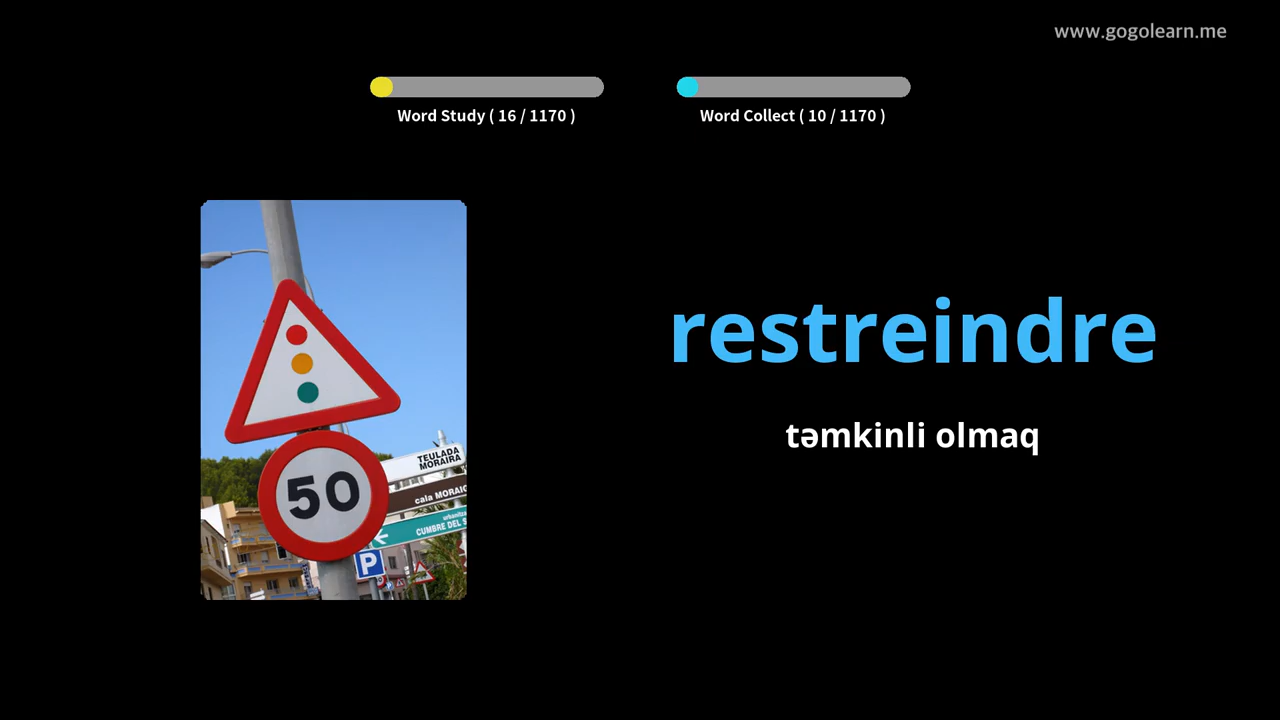 www.gogolearn.me
Word Study ( 16 / 1170 )
Word Collect ( 10 / 1170 )
restreindre
təmkinli olmaq
TEULADA
MORAIRA
cala MORAIG
CUMBRE DEL S
50
P